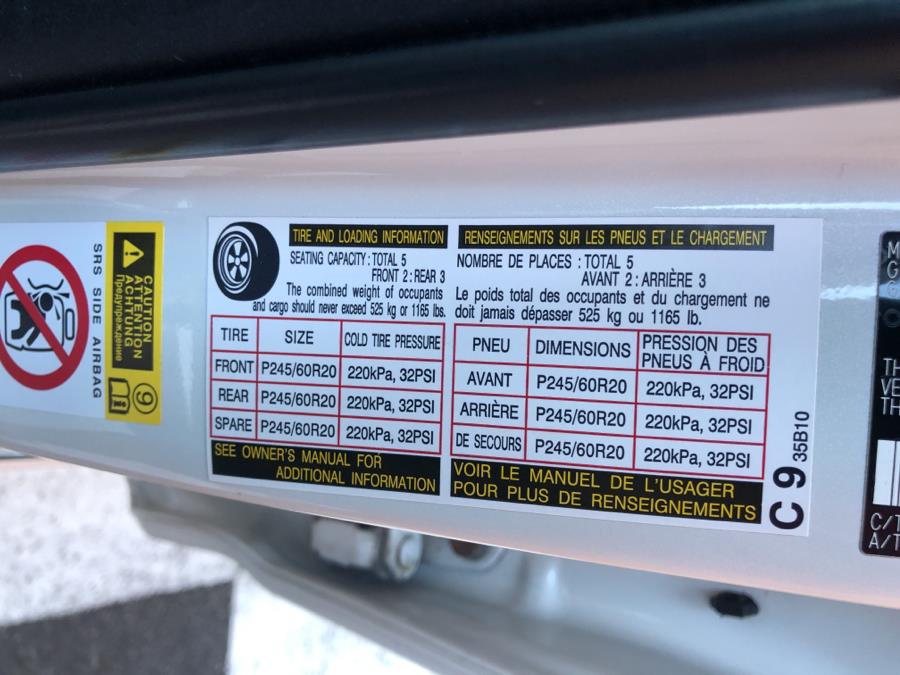 SRS SIDE AIRBAG
CAUTION
ATTENTION
ACHTUNG
Предупреждение
9
TIRE AND LOADING INFORMATION
SEATING CAPACITY : TOTAL 5
FRONT 2 : REAR 3
The combined weight of occupants
and cargo should never exceed 525 kg or 1165 lbs.
TIRE SIZE COLD TIRE PRESSURE
FRONT P245/60R20 220kPa, 32PSI
REAR P245/60R20 220kPa, 32PSI
SPARE P245/60R20 220kPa, 32PSI
SEE OWNER'S MANUAL FOR
ADDITIONAL INFORMATION
RENSEIGNEMENTS SUR LES PNEUS ET LE CHARGEMENT
NOMBRE DE PLACES : TOTAL 5
AVANT 2 : ARRIÈRE 3
Le poids total des occupants et du chargement ne
doit jamais dépasser 525 kg ou 1165 lb.
PNEU DIMENSIONS PRESSION DES
PNEUS À FROID
AVANT P245/60R20 220kPa, 32PSI
ARRIÈRE P245/60R20 220kPa, 32PSI
DE SECOURS P245/60R20 220kPa, 32PSI
VOIR LE MANUEL DE L'USAGER
POUR PLUS DE RENSEIGNEMENTS
C 9 35B10
C/T
A/T